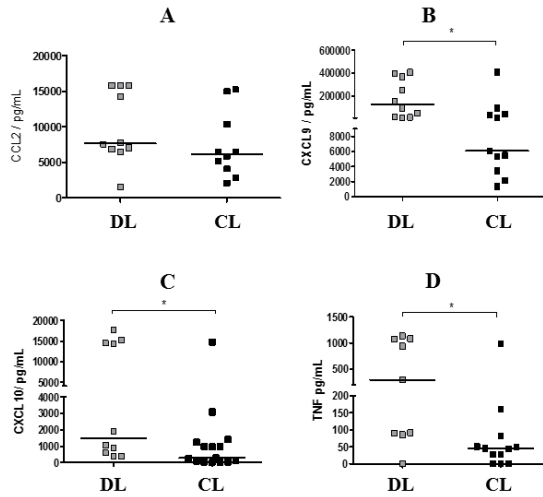 A
B
*
20000
15000
10000
5000
0
CCL2 / pg/mL
DL
CL
600000
400000
200000
8000
6000
4000
2000
0
CXCL9 / pg/mL
DL
CL
C
D
*
*
20000
15000
10000
5000
4000
3000
2000
1000
0
CXCL10/ pg/mL
DL
CL
1500
1000
500
200
150
100
50
0
TNF pg/mL
DL
CL